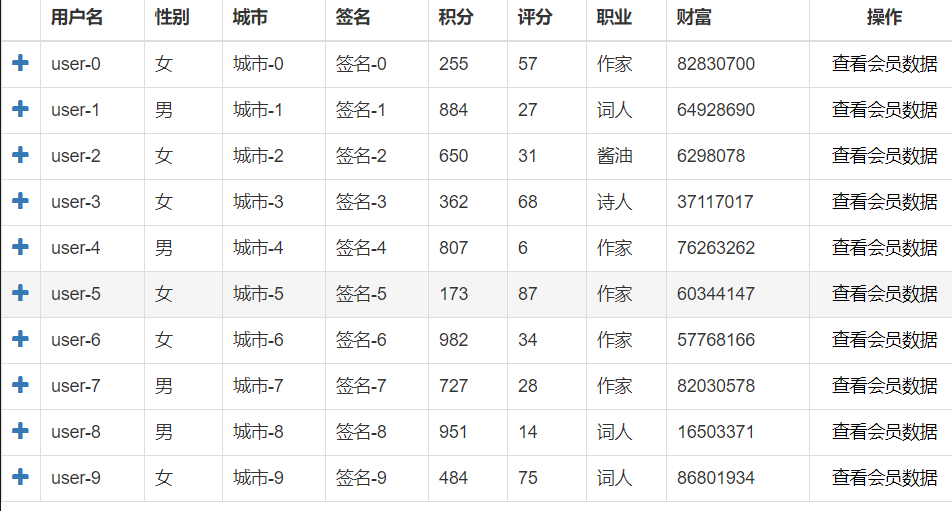 用户名 性别 城市 签名 积分 评分 职业 财富 操作
user-0 女 城市-0 签名-0 255 57 作家 82830700 查看会员数据
user-1 男 城市-1 签名-1 884 27 词人 64928690 查看会员数据
user-2 女 城市-2 签名-2 650 31 酱油 6298078 查看会员数据
user-3 女 城市-3 签名-3 362 68 诗人 37117017 查看会员数据
user-4 男 城市-4 签名-4 807 6 作家 76263262 查看会员数据
user-5 女 城市-5 签名-5 173 87 作家 60344147 查看会员数据
user-6 女 城市-6 签名-6 982 34 作家 57768166 查看会员数据
user-7 男 城市-7 签名-7 727 28 作家 82030578 查看会员数据
user-8 男 城市-8 签名-8 951 14 词人 16503371 查看会员数据
user-9 女 城市-9 签名-9 484 75 词人 86801934 查看会员数据